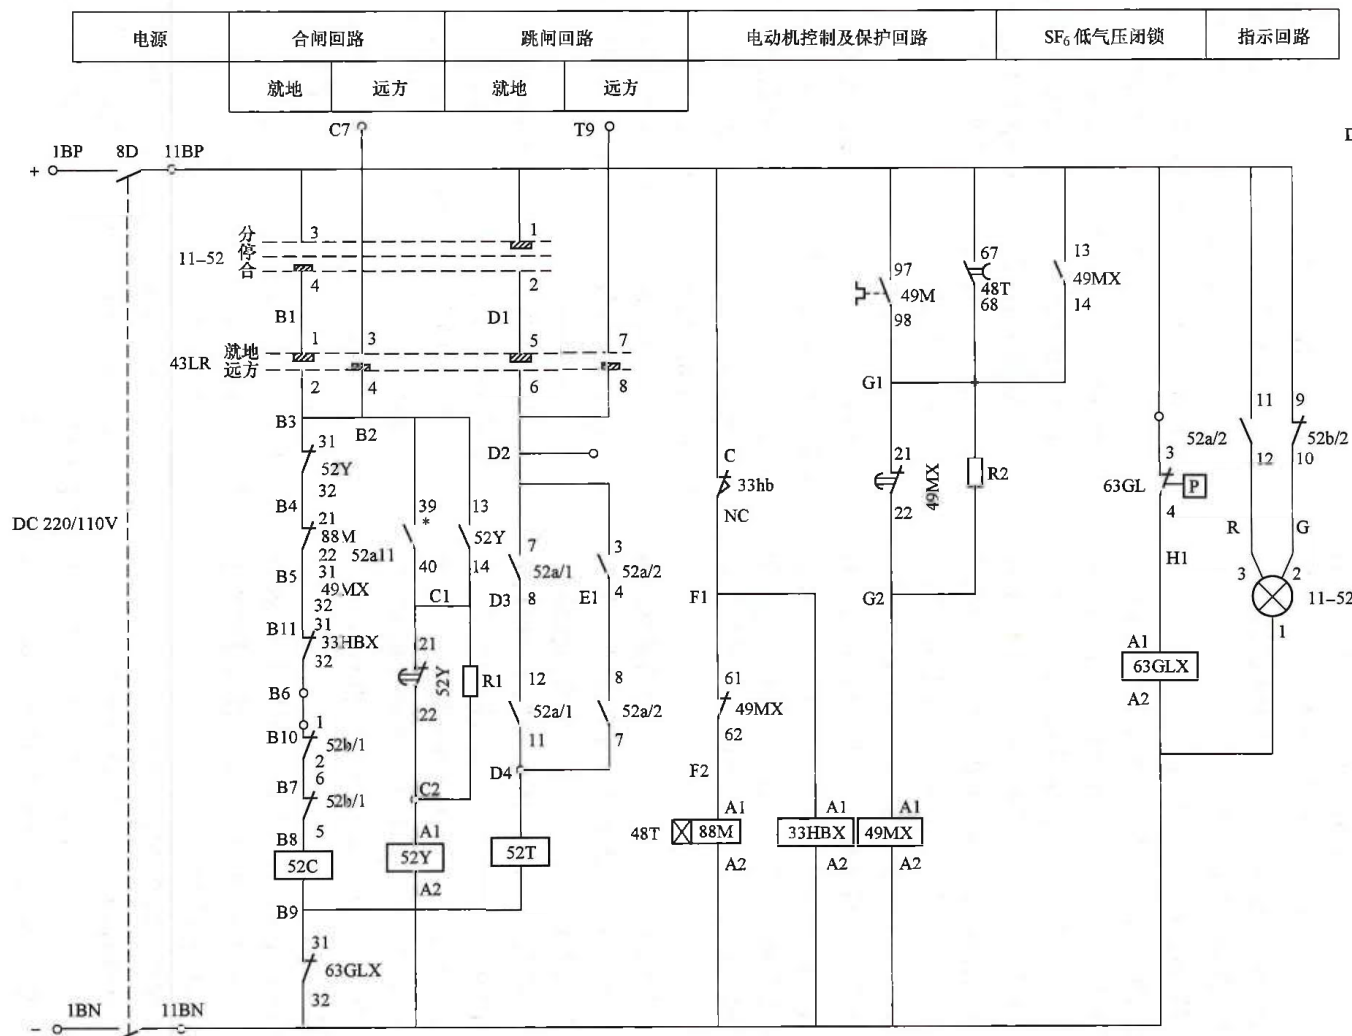 电源 合闸回路 跳闸回路 电动机控制及保护回路 SF₆低气压闭锁 指示回路
就地 远方 就地 远方
C7 T9
D
1BP 8D 11BP
+
分 3 1
11-52 停
合
4 2
13
67
97 49MX
49M 48T
98 68 14
B1 D1
就地 1 3 5 7
43LR 远方
2 4 6 8
G1
B3 B2
11 9
31
52Y
D2 C 21 3 52a/2 52b/2
32 33hb 49MX R2 63GL P 12 10
B4 NC 22 4
21 39 13
DC 220/110V 88M * 52Y 7 3 R G
22 52a11 52a/1 52a/2 H1
B5 31 40 14 8 4 3 2
49MX C1 D3 E1 F1 G2 11-52
32 1
B11 31 21 A1
33HBX 63GLX
32 52Y R1 12 8 61 A2
B6 22 52a/1 52a/2 49MX
11 7 62
B10 1
52b/1
2
6 D4 F2
B7 52b/1 C2
5 A1 A1 A1 A1
B8 48T 88M 33HBX 49MX
52C 52Y 52T A2 A2 A2
A2
B9
31
63GLX
32
1BN 11BN
−